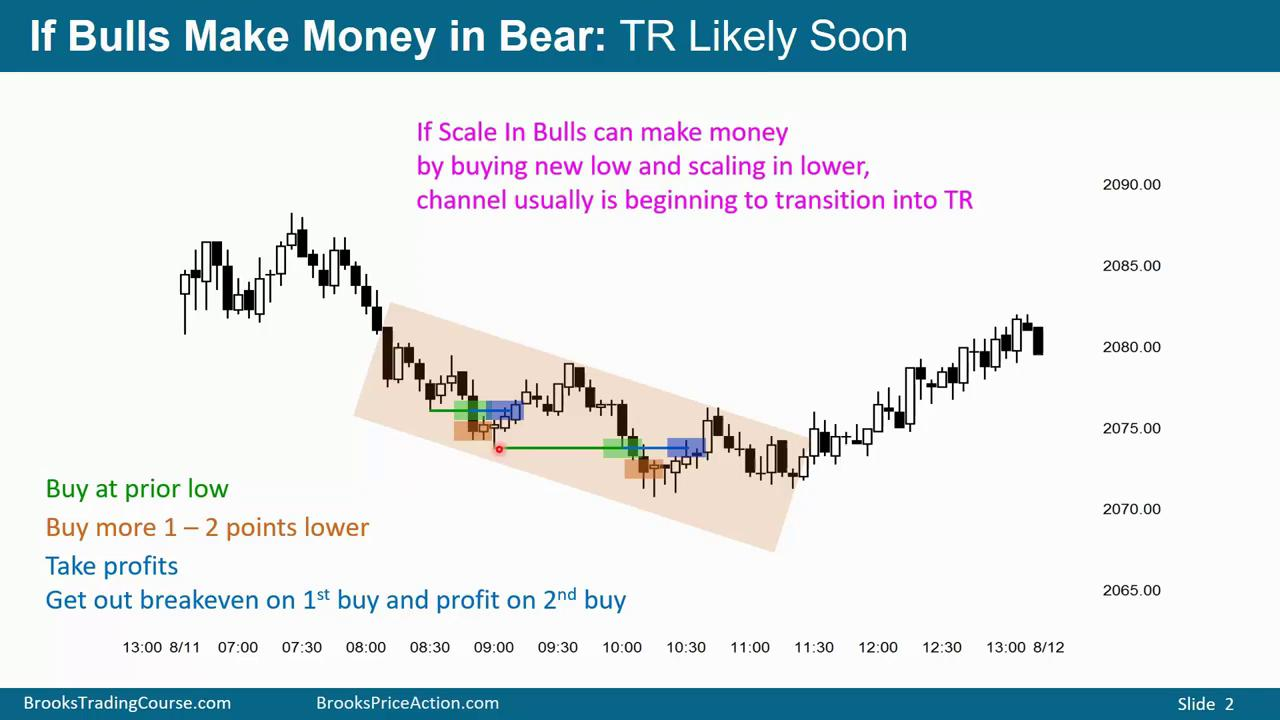 If Bulls Make Money in Bear: TR Likely Soon
If Scale In Bulls can make money
by buying new low and scaling in lower,
channel usually is beginning to transition into TR
2090.00
2085.00
2080.00
2075.00
2070.00
2065.00
Buy at prior low
Buy more 1 – 2 points lower
Take profits
Get out breakeven on 1st buy and profit on 2nd buy
13:00 8/11 07:00 07:30 08:00 08:30 09:00 09:30 10:00 10:30 11:00 11:30 12:00 12:30 13:00 8/12
BrooksTradingCourse.com BrooksPriceAction.com Slide 2